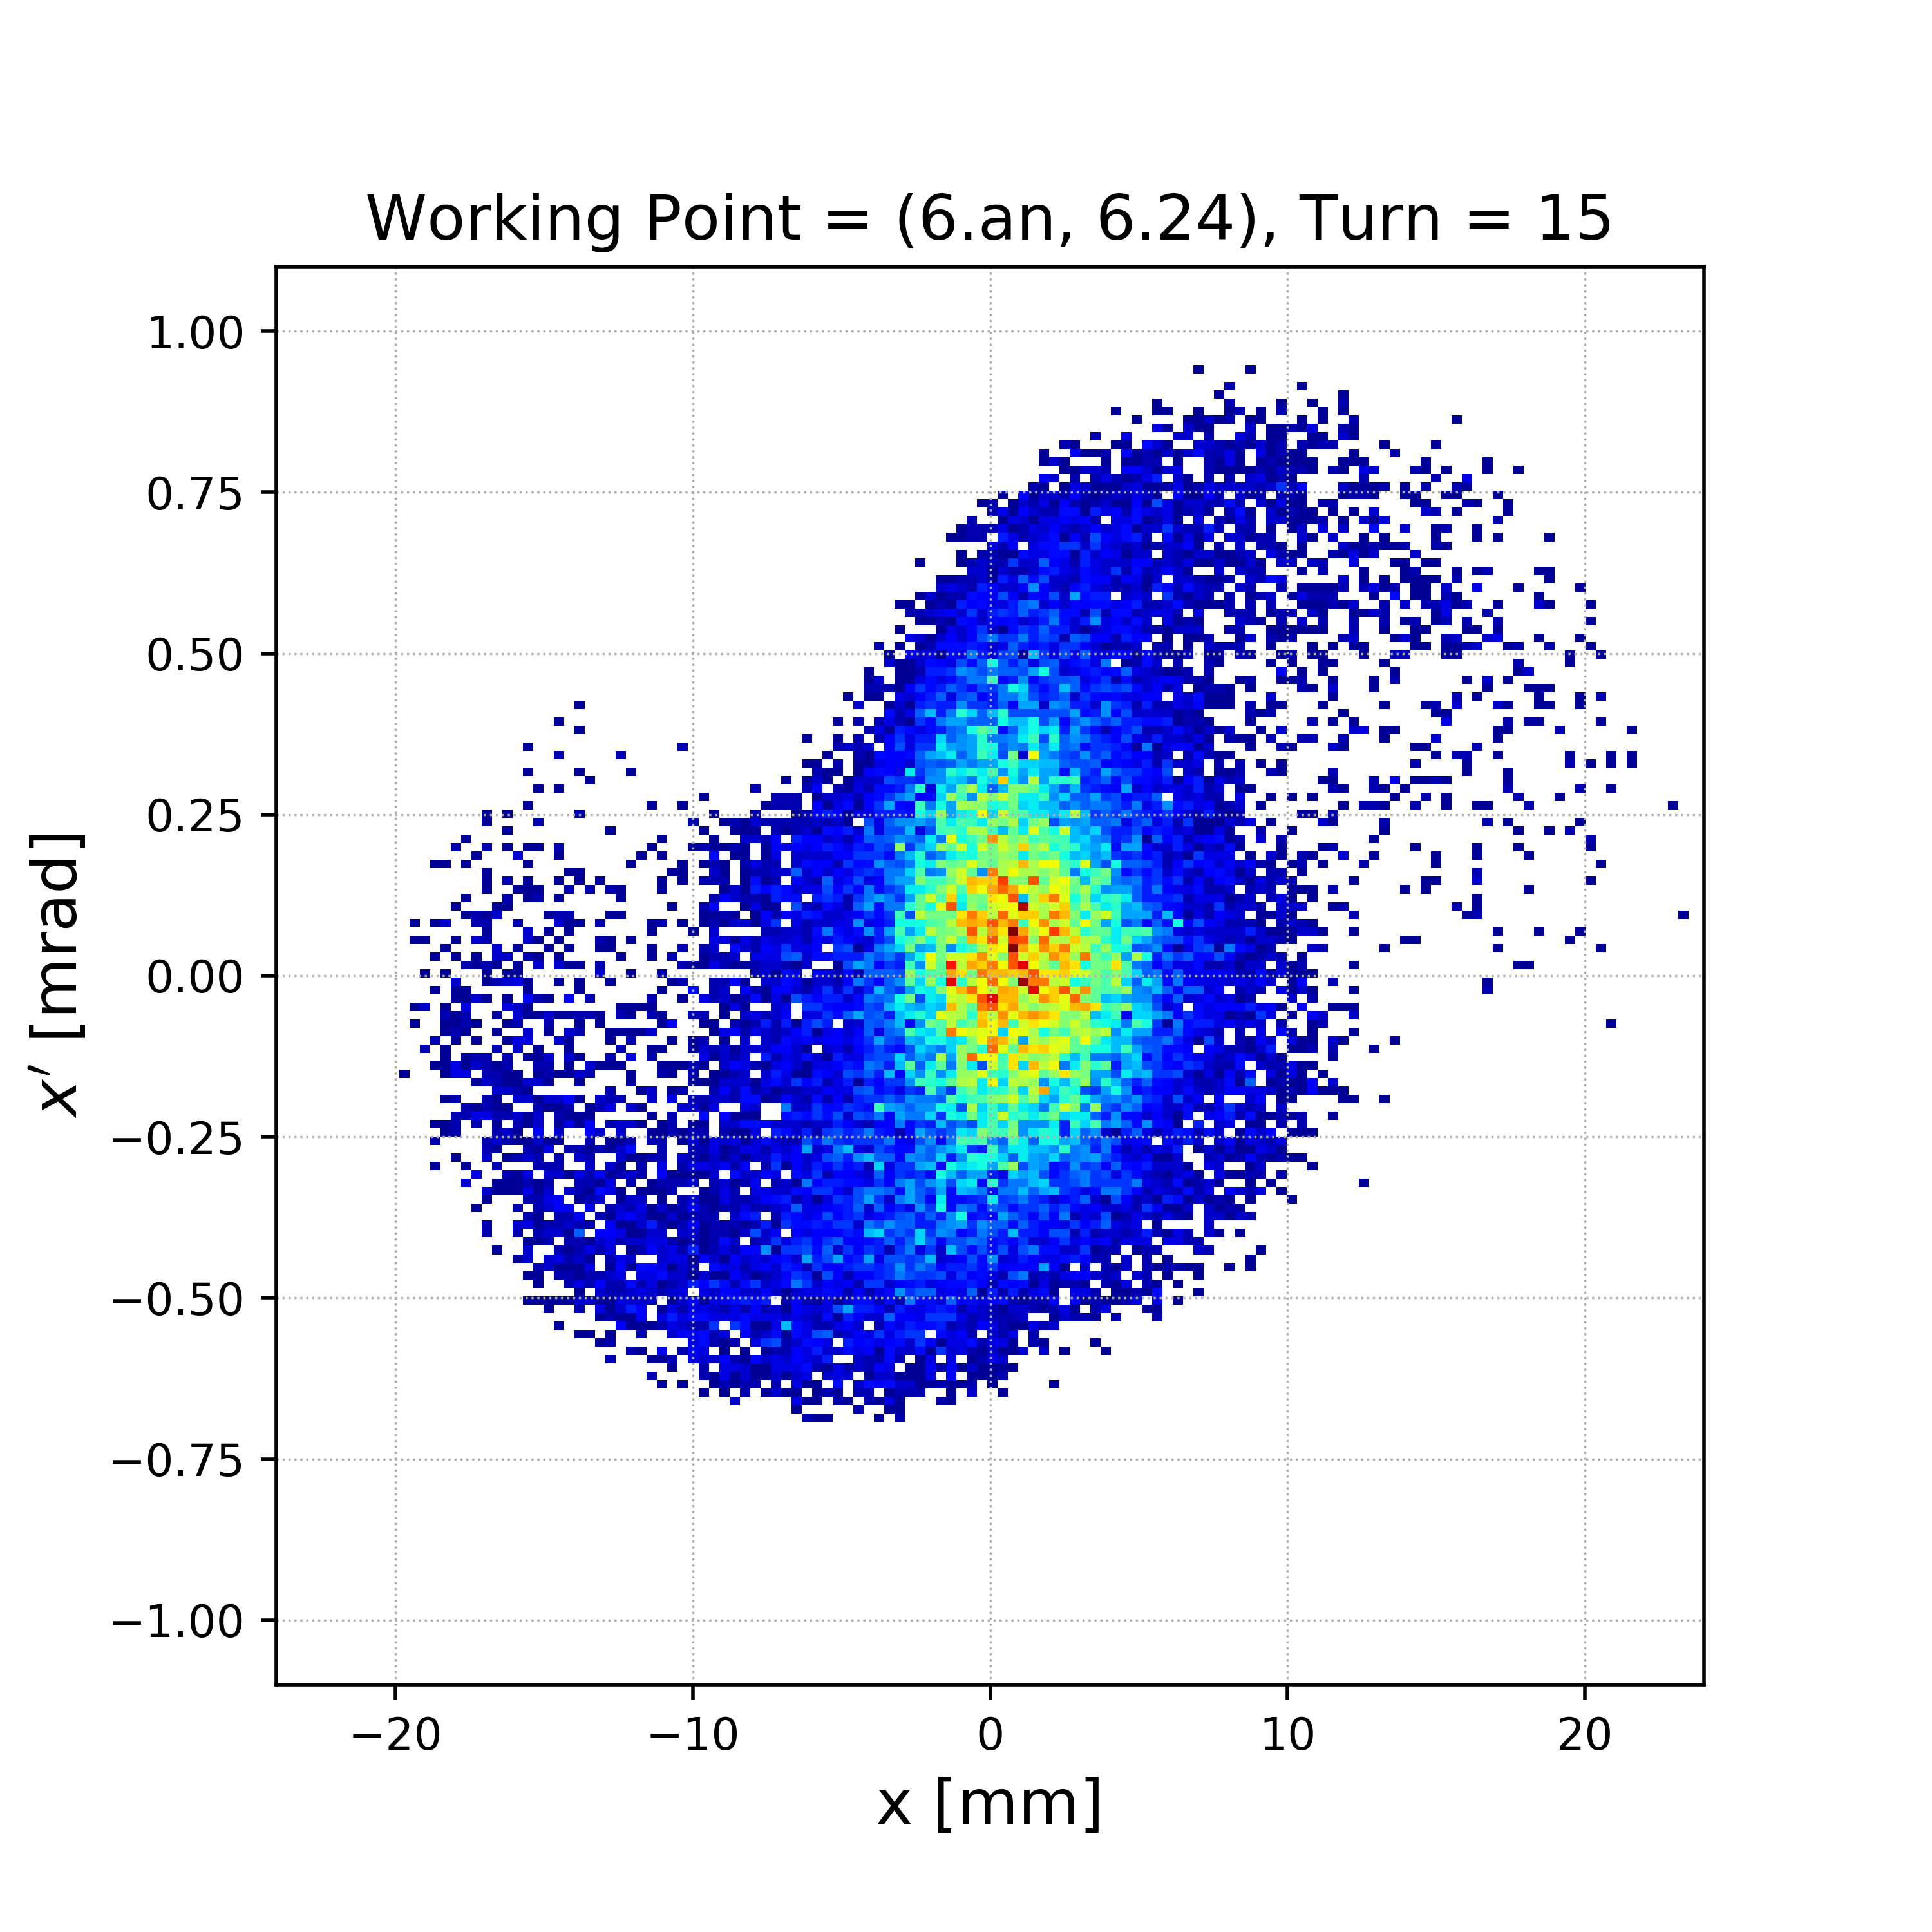 Working Point = (6.an, 6.24), Turn = 15
1.00
0.75
0.50
0.25
0.00
−0.25
−0.50
−0.75
−1.00
x′ [mrad]
−20 −10 0 10 20
x [mm]